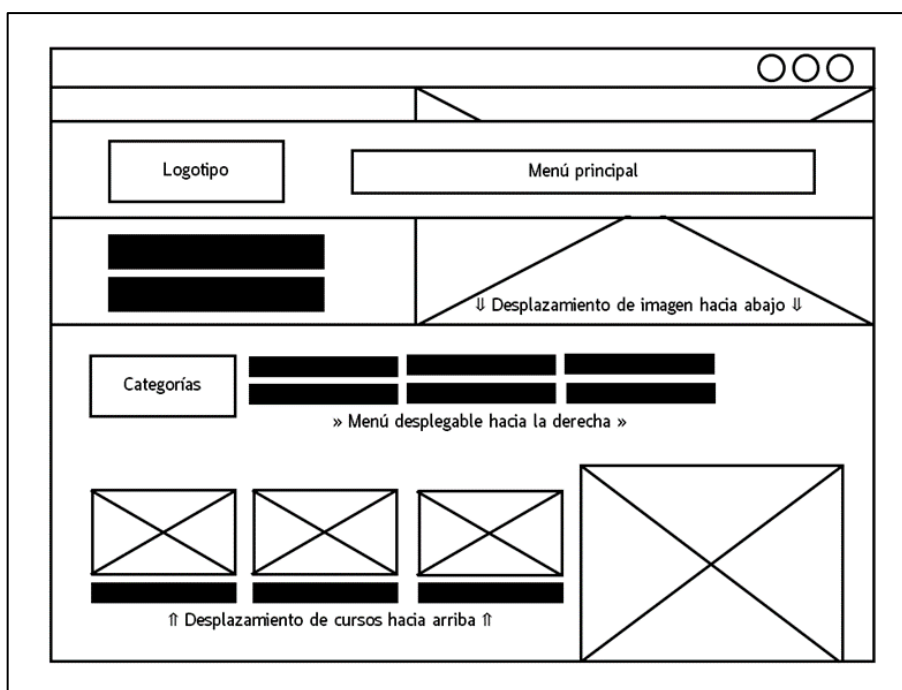 Logotipo
Menú principal
⇓ Desplazamiento de imagen hacia abajo ⇓
Categorías
» Menú desplegable hacia la derecha »
⇑ Desplazamiento de cursos hacia arriba ⇑